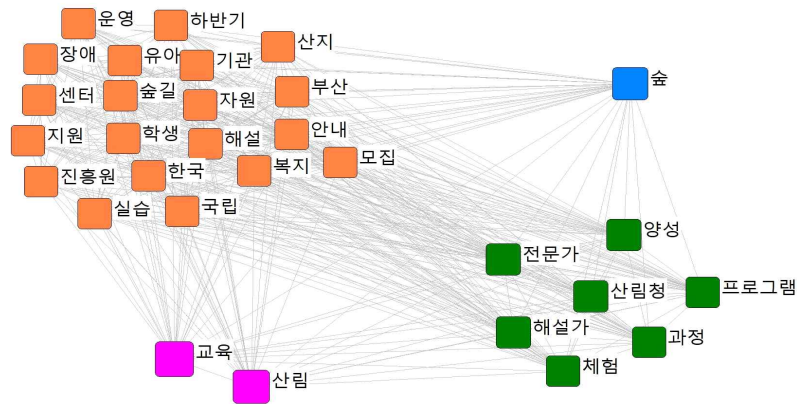 운영
하반기
산지
장애
유아
기관
숲
센터
숲길
자원
부산
지원
학생
해설
안내
모집
진흥원
한국
복지
실습
국립
양성
전문가
산림청
프로그램
해설가
과정
체험
교육
산림